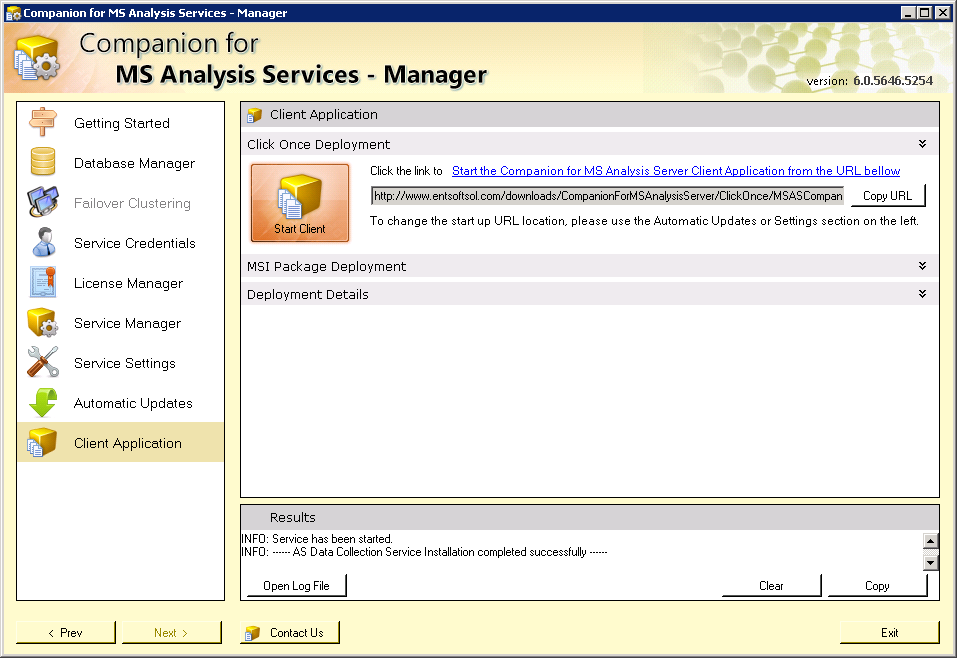 Companion for MS Analysis Services - Manager
Companion for
MS Analysis Services - Manager
version: 6.0.5646.5254
Getting Started
Database Manager
Failover Clustering
Service Credentials
License Manager
Service Manager
Service Settings
Automatic Updates
Client Application
Client Application
Click Once Deployment
Start Client
Click the link to Start the Companion for MS Analysis Server Client Application from the URL bellow
http://www.entsoftsol.com/downloads/CompanionForMSAnalysisServer/ClickOnce/MSASCompan
Copy URL
To change the start up URL location, please use the Automatic Updates or Settings section on the left.
MSI Package Deployment
Deployment Details
Results
INFO: Service has been started.
INFO: ------ AS Data Collection Service Installation completed successfully ------
Open Log File
Clear
Copy
< Prev
Next >
Contact Us
Exit